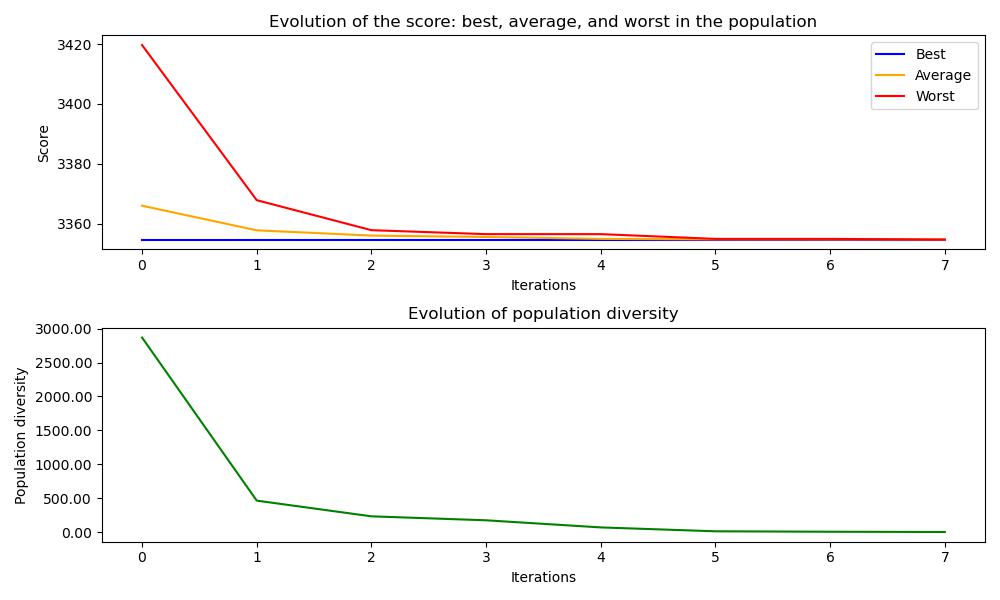 Evolution of the score: best, average, and worst in the population
Score
3420
3400
3380
3360
Best
Average
Worst
0 1 2 3 4 5 6 7
Iterations
Evolution of population diversity
Population diversity
3000.00
2500.00
2000.00
1500.00
1000.00
500.00
0.00
0 1 2 3 4 5 6 7
Iterations